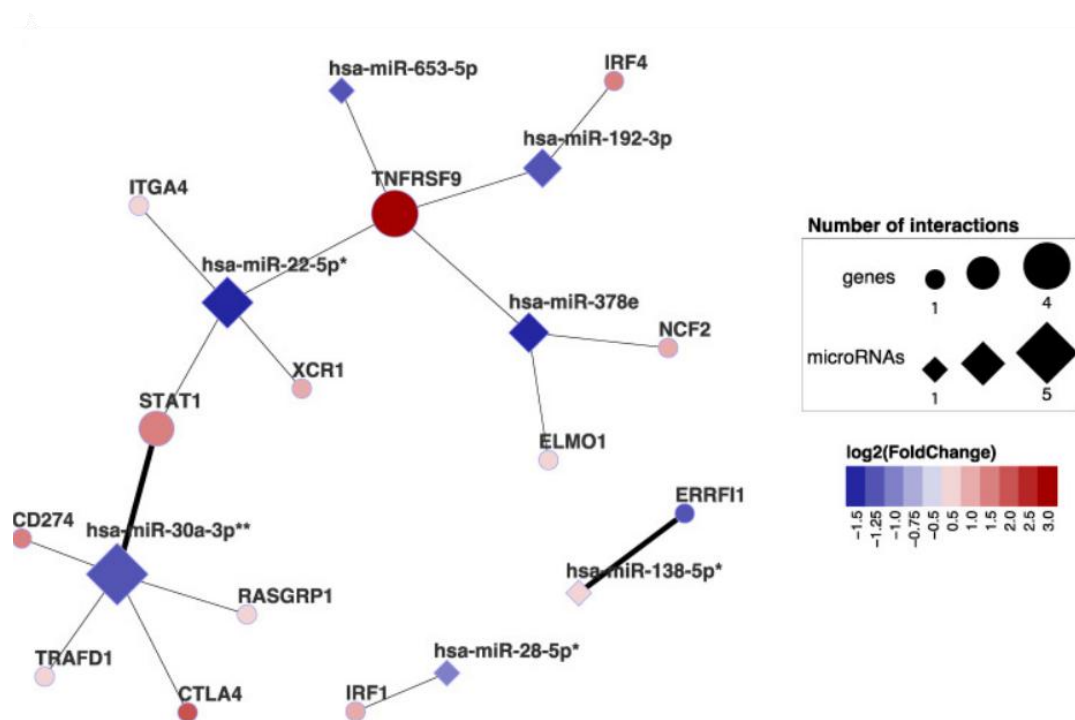 hsa-miR-653-5p
IRF4
hsa-miR-192-3p
TNFRSF9
ITGA4
hsa-miR-22-5p*
hsa-miR-378e
NCF2
XCR1
STAT1
ELMO1
CD274
hsa-miR-30a-3p**
ERRFI1
hsa-miR-138-5p*
RASGRP1
TRAFD1
CTLA4
hsa-miR-28-5p*
IRF1
Number of interactions
genes
1
4
microRNAs
1
5
log2(FoldChange)
-1.5
-1.25
-1.0
-0.75
-0.5
0.5
1.0
1.5
2.0
2.5
3.0